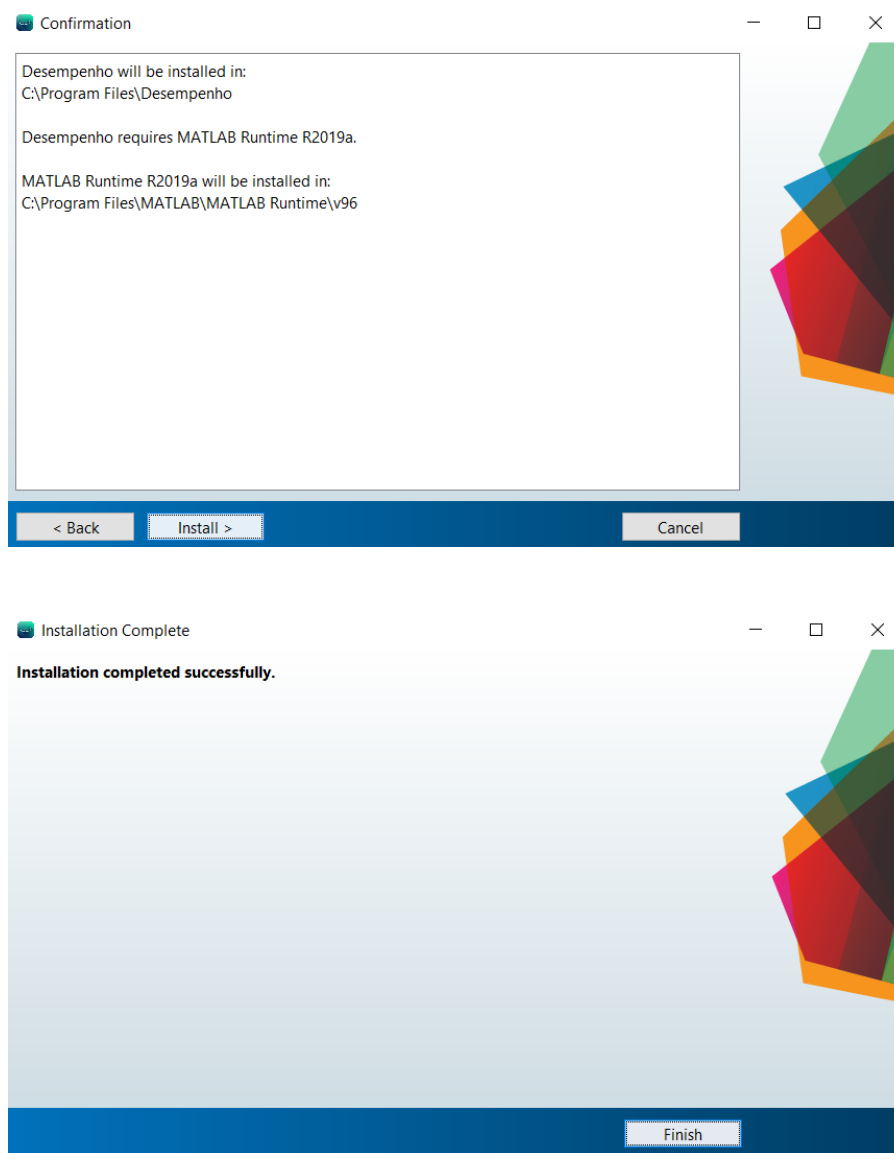 Confirmation
Desempenho will be installed in:
C:\Program Files\Desempenho
Desempenho requires MATLAB Runtime R2019a.
MATLAB Runtime R2019a will be installed in:
C:\Program Files\MATLAB\MATLAB Runtime\v96
< Back
Install >
Cancel
Installation Complete
Installation completed successfully.
Finish